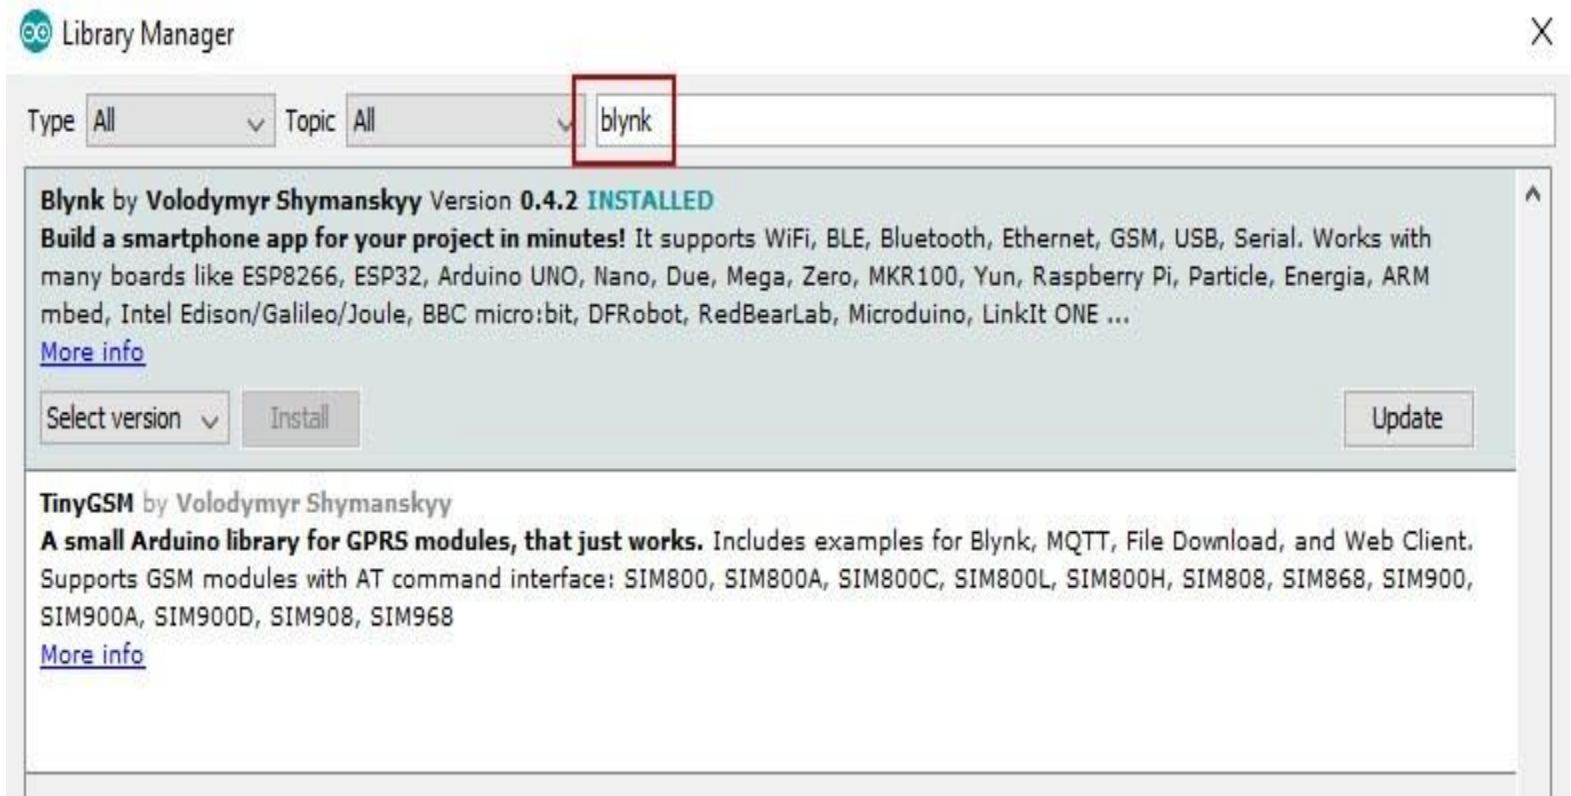 Library Manager
Type All Topic All blynk
Blynk by Volodymyr Shymanskyy Version 0.4.2 INSTALLED
Build a smartphone app for your project in minutes! It supports WiFi, BLE, Bluetooth, Ethernet, GSM, USB, Serial. Works with
many boards like ESP8266, ESP32, Arduino UNO, Nano, Due, Mega, Zero, MKR100, Yun, Raspberry Pi, Particle, Energia, ARM
mbed, Intel Edison/Galileo/Joule, BBC micro:bit, DFRobot, RedBearLab, Microduino, LinkIt ONE ...
More info
Select version Install Update
TinyGSM by Volodymyr Shymanskyy
A small Arduino library for GPRS modules, that just works. Includes examples for Blynk, MQTT, File Download, and Web Client.
Supports GSM modules with AT command interface: SIM800, SIM800A, SIM800C, SIM800L, SIM800H, SIM808, SIM868, SIM900,
SIM900A, SIM900D, SIM908, SIM968
More info